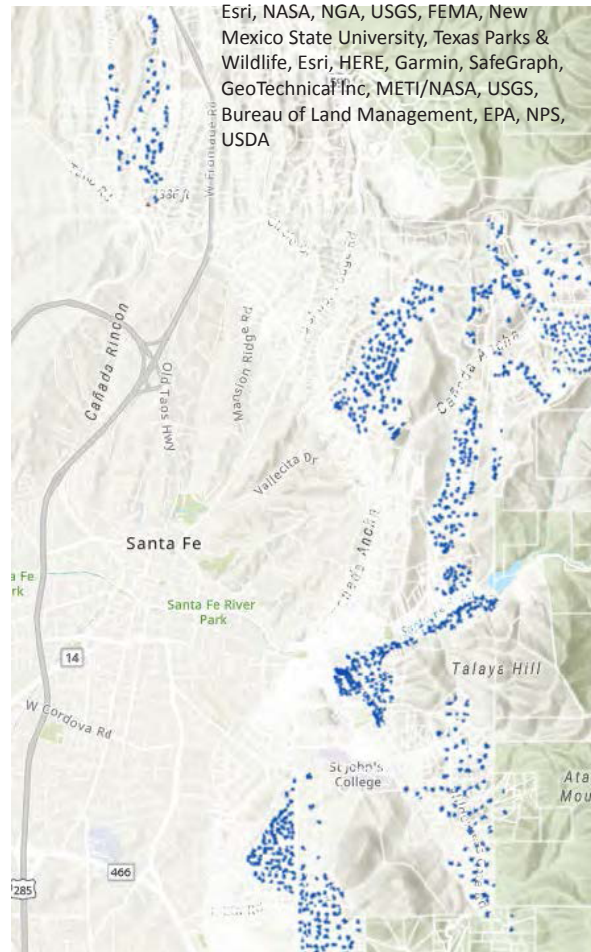 Esri, NASA, NGA, USGS, FEMA, New
Mexico State University, Texas Parks &
Wildlife, Esri, HERE, Garmin, SafeGraph,
GeoTechnical Inc, METI/NASA, USGS,
Bureau of Land Management, EPA, NPS,
USDA
W Frontage Rd
Cañada Rincon
Old Taos Hwy
Mansion Ridge Rd
Cañada Ancha
Vallecita Dr
Santa Fe
Santa Fe River
Park
14
Talaya Hill
W Cordova Rd
St John's
College
466
285